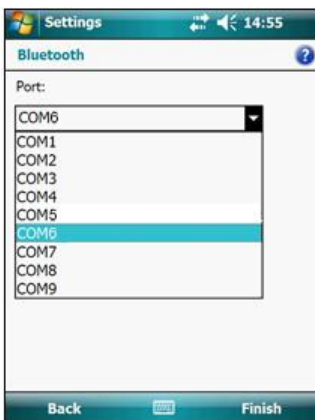 Settings 14:55
Bluetooth ?
Port:
COM6
COM1
COM2
COM3
COM4
COM5
COM6
COM7
COM8
COM9
Back Finish